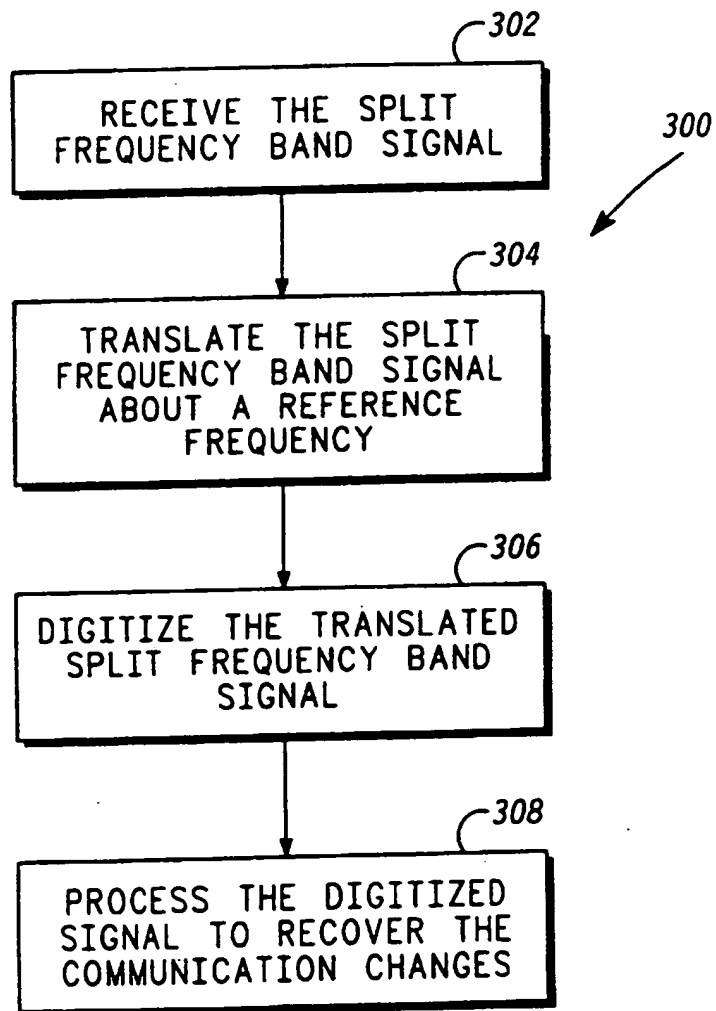 302
RECEIVE THE SPLIT
FREQUENCY BAND SIGNAL
300
304
TRANSLATE THE SPLIT
FREQUENCY BAND SIGNAL
ABOUT A REFERENCE
FREQUENCY
306
DIGITIZE THE TRANSLATED
SPLIT FREQUENCY BAND
SIGNAL
308
PROCESS THE DIGITIZED
SIGNAL TO RECOVER THE
COMMUNICATION CHANGES